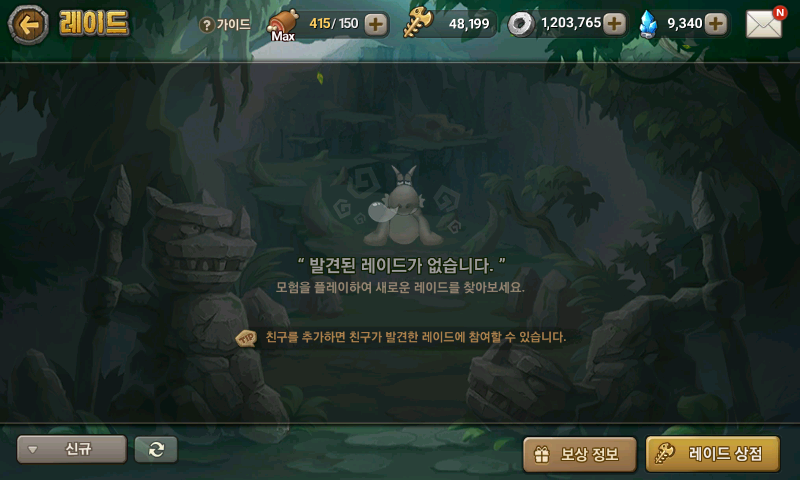 레이드
? 가이드
Max
415/150
48,199
1,203,765
9,340
N
“ 발견된 레이드가 없습니다. ”
모험을 플레이하여 새로운 레이드를 찾아보세요.
TIP 친구를 추가하면 친구가 발견한 레이드에 참여할 수 있습니다.
신규
보상 정보
레이드 상점